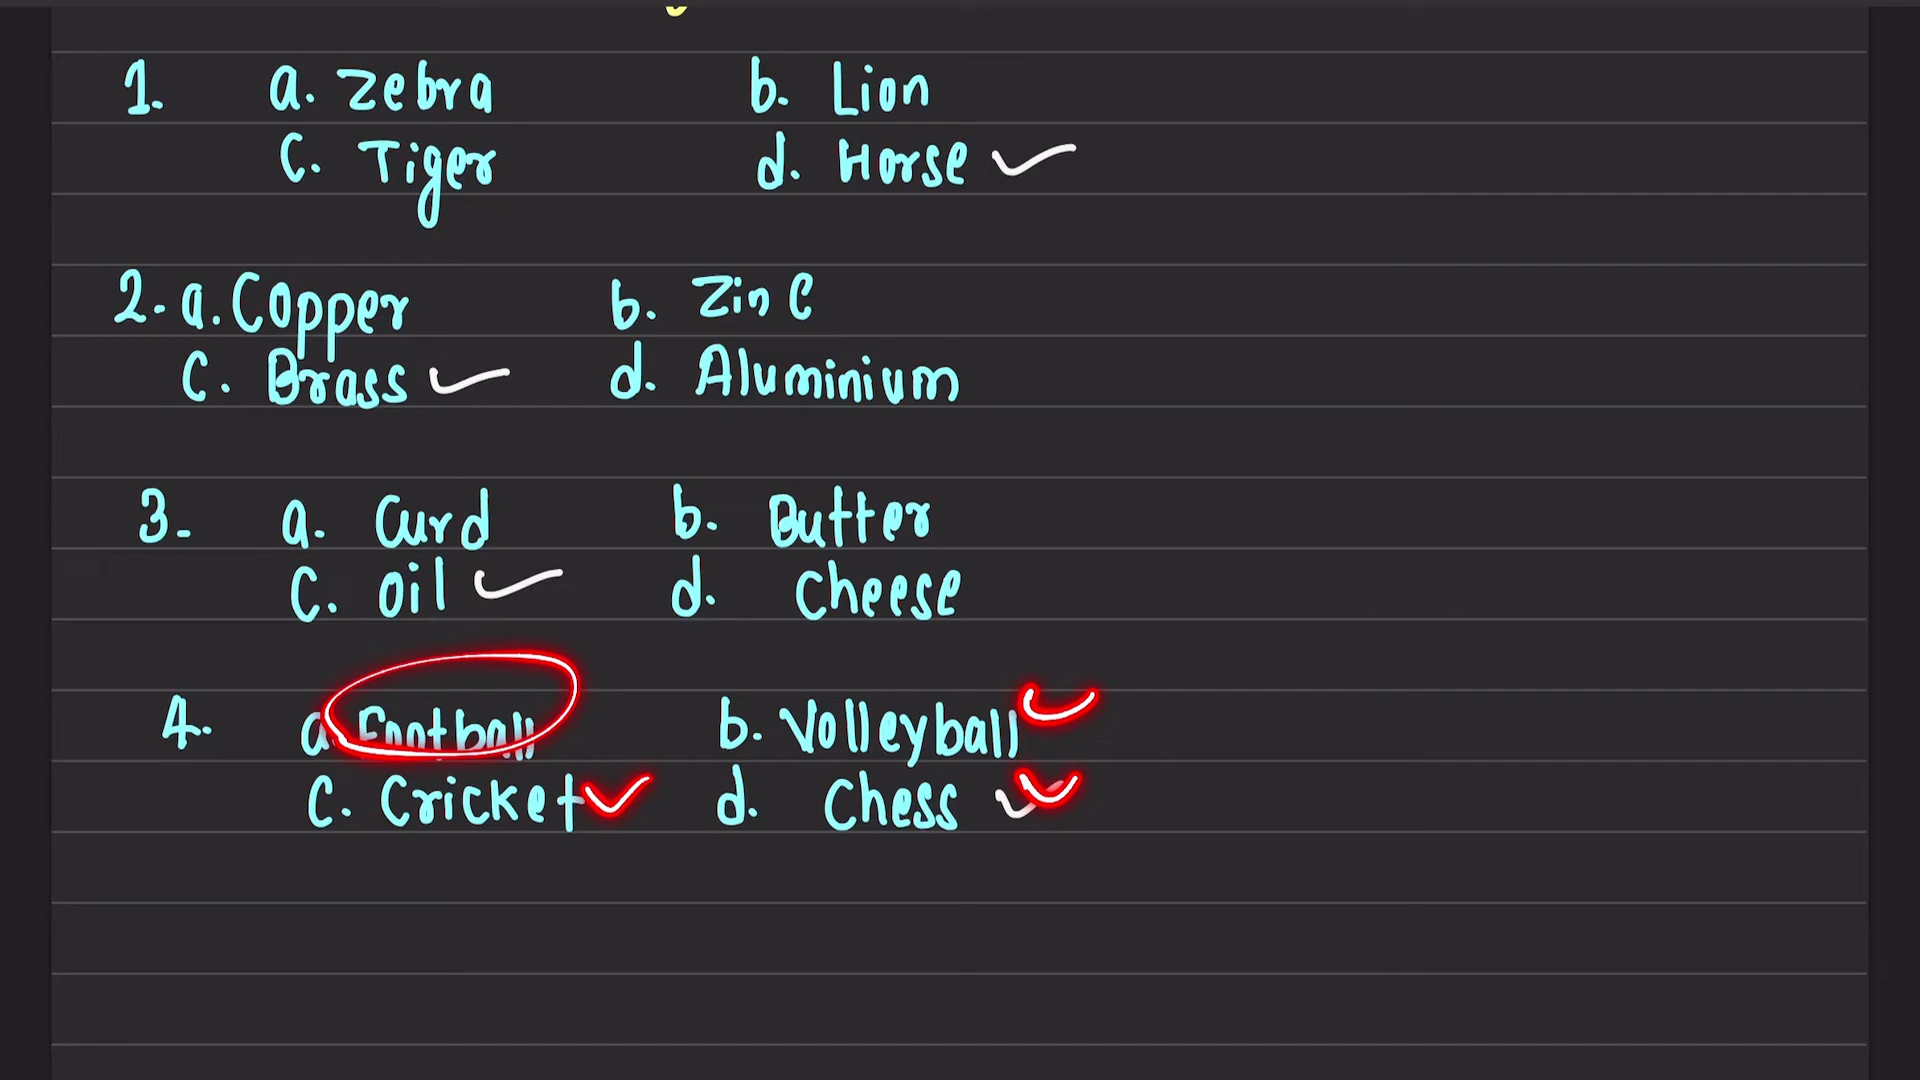 1. a. Zebra b. Lion
c. Tiger d. Horse
2. a. Copper b. Zinc
c. Brass d. Aluminium
3. a. Curd b. Butter
c. oil d. Cheese
4. a. Football b. Volleyball
c. Cricket d. Chess